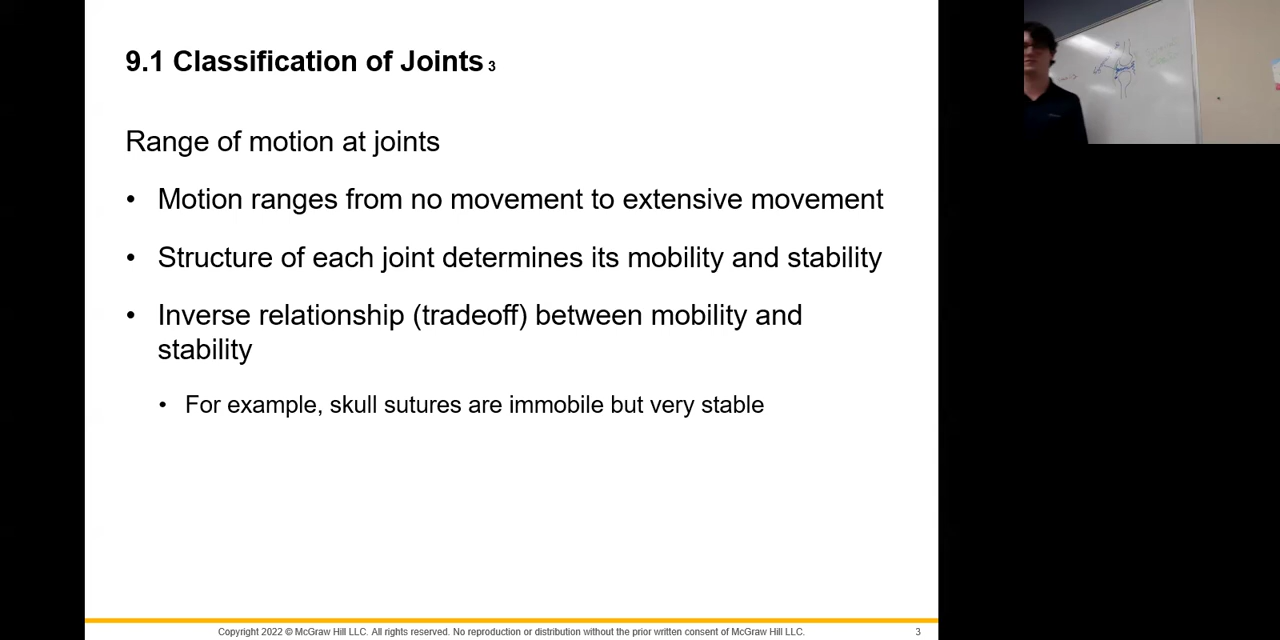 9.1 Classification of Joints 3
Range of motion at joints
• Motion ranges from no movement to extensive movement
• Structure of each joint determines its mobility and stability
• Inverse relationship (tradeoff) between mobility and
stability
• For example, skull sutures are immobile but very stable
Copyright 2022 © McGraw Hill LLC. All rights reserved. No reproduction or distribution without the prior written consent of McGraw Hill LLC.
3